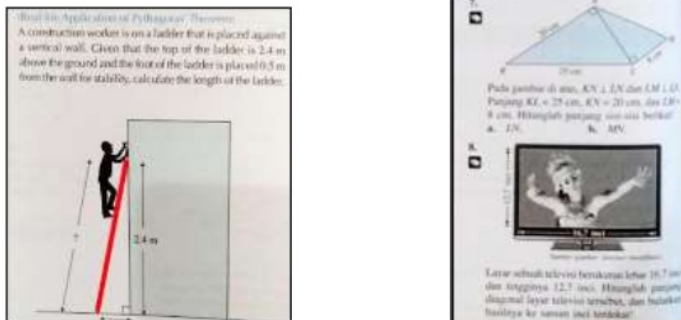 Real-life Application of Pythagoras' Theorem
A construction worker is on a ladder that is placed against
a vertical wall. Given that the top of the ladder is 2.4 m
above the ground and the foot of the ladder is placed 0.5 m
from the wall for stability, calculate the length of the ladder.
2.4 m
7.
25 cm
Pada gambar di atas, KN ⊥ LN dan LM ⊥
Panjang KL = 25 cm, KN = 20 cm, dan LM
8 cm. Hitunglah panjang sisi-sisi berikut
a. LN. b. MN.
8.
12,7 inci
16,7 inci
Layar sebuah televisi berukuran lebar 16,7
dan tingginya 12,7 inci. Hitunglah panjang
diagonal layar televisi tersebut, dan bulatkan
hasilnya ke satuan inci terdekat!